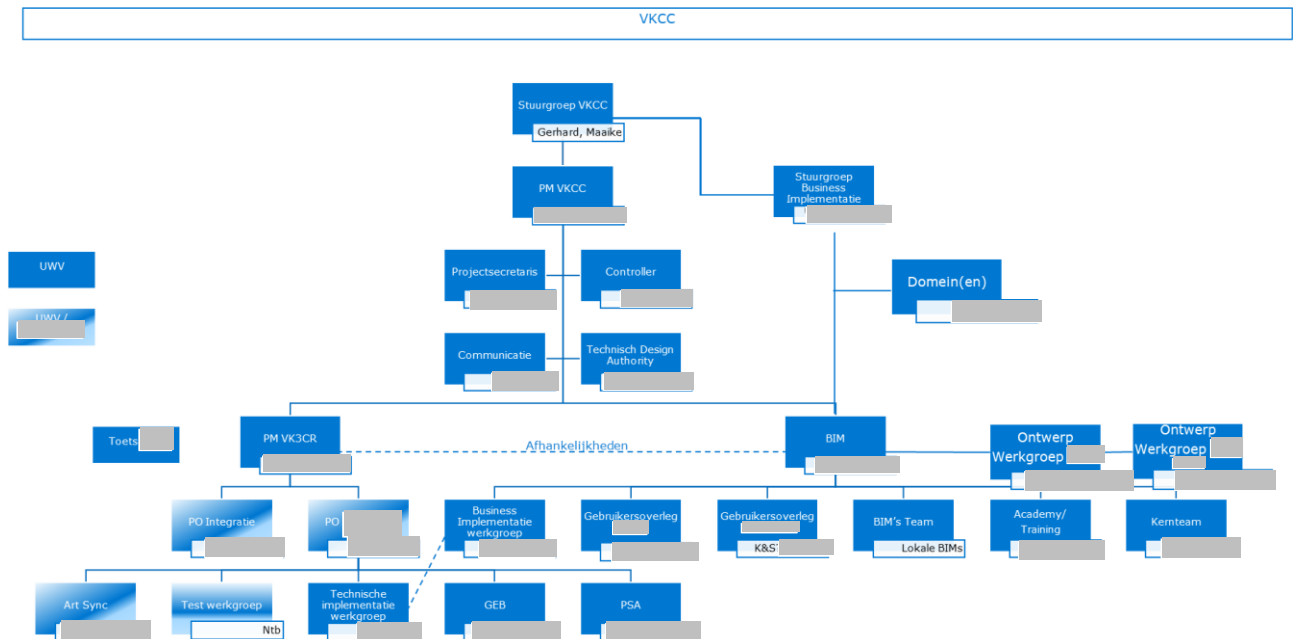 VKCC
Stuurgroep VKCC
Gerhard, Maaike
PM VKCC
Stuurgroep
Business
Implementatie
UWV
Projectsecretaris
Controller
Domein(en)
UWV /
Communicatie
Technisch Design
Authority
Toets
PM VK3CR
Afhankelijkheden
BIM
Ontwerp
Werkgroep
Ontwerp
Werkgroep
PO Integratie
PO
Business
Implementatie
werkgroep
Gebruikersoverleg
Gebruikersoverleg
K&S
BIM's Team
Lokale BIMs
Academy/
Training
Kernteam
Art Sync
Test werkgroep
Ntb
Technische
implementatie
werkgroep
GEB
PSA